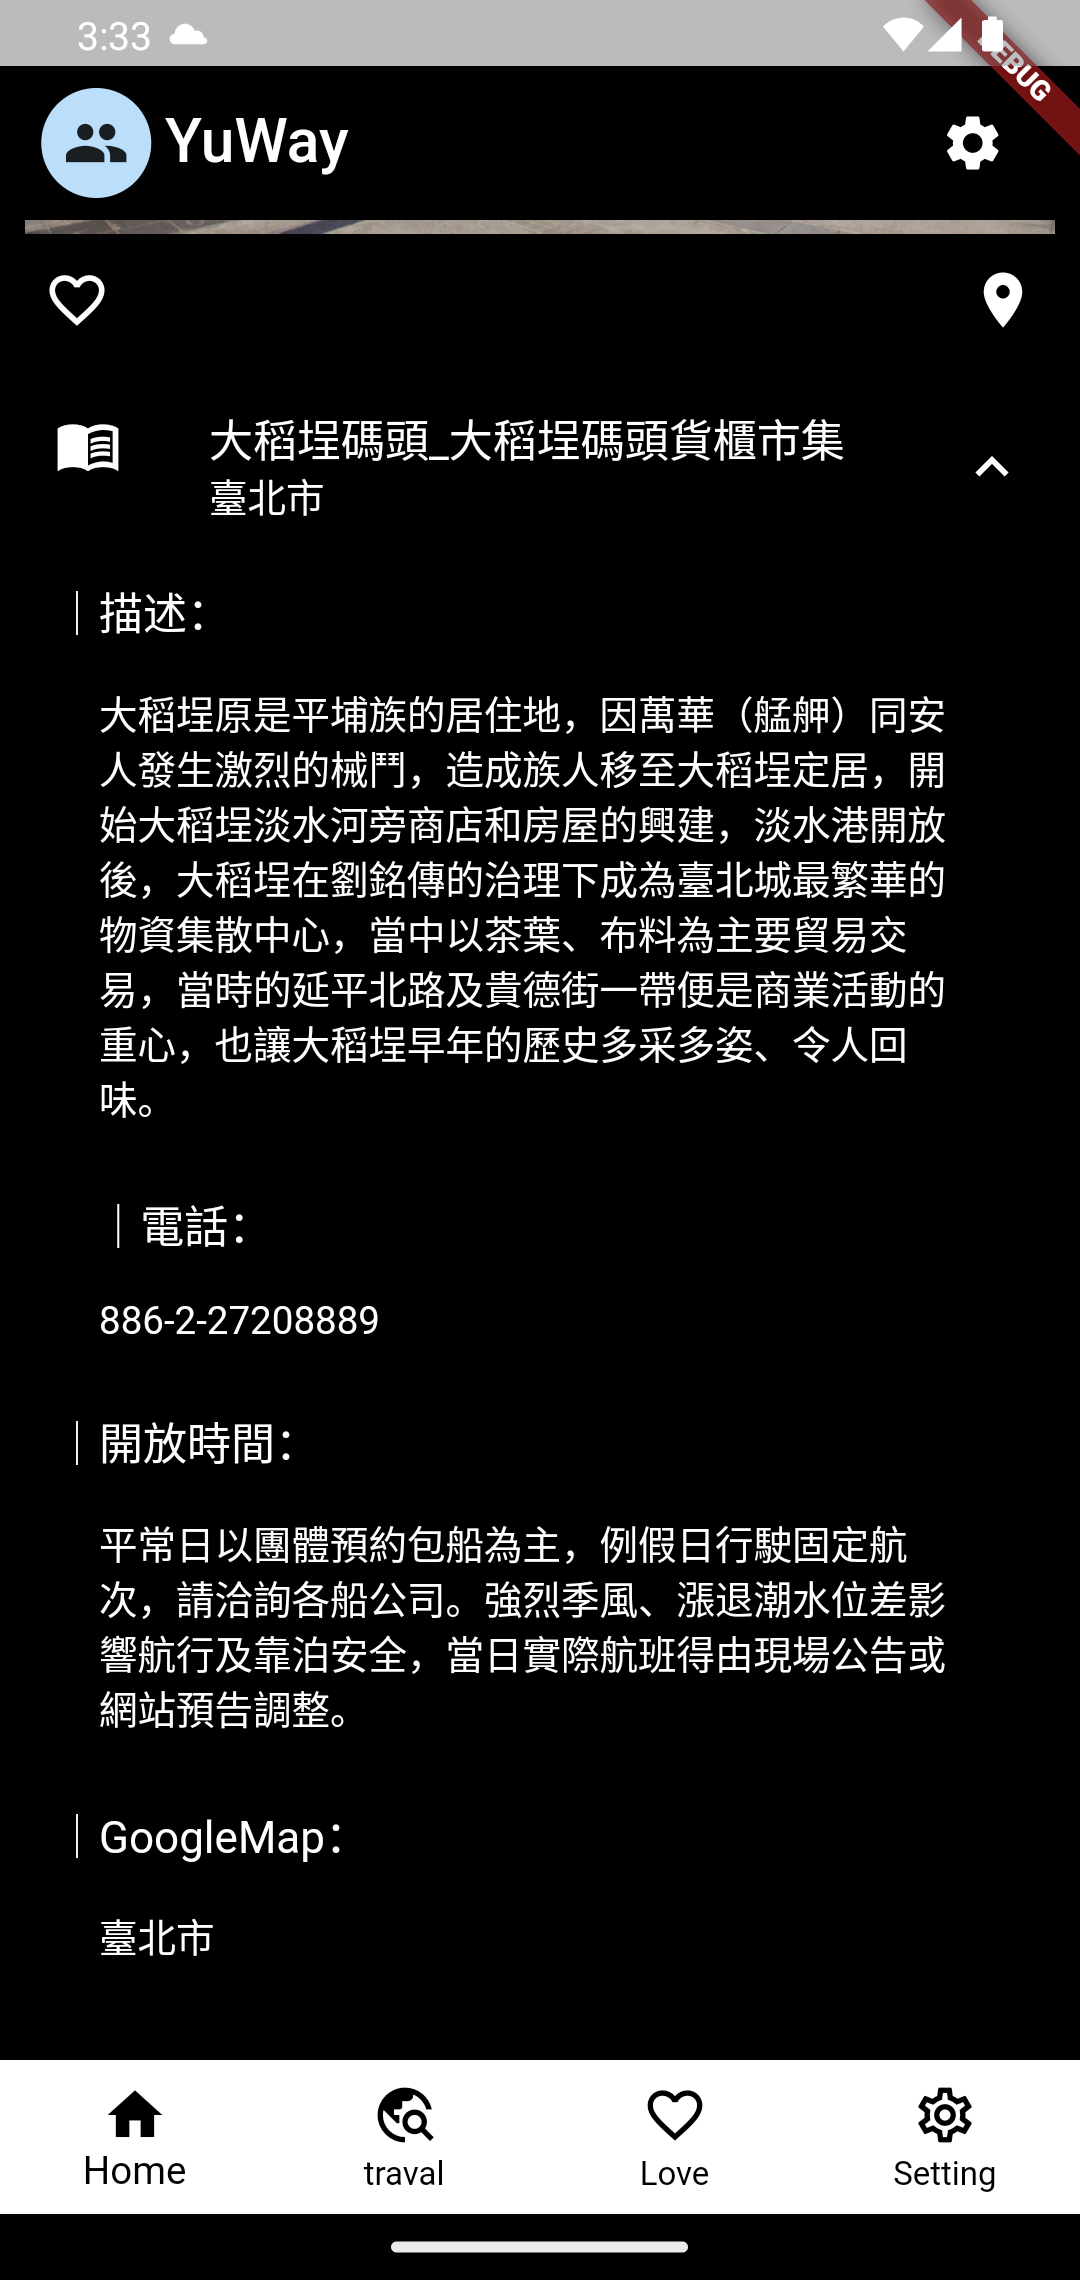 3:33
DEBUG
YuWay
大稻埕碼頭_大稻埕碼頭貨櫃市集
臺北市
｜描述：
大稻埕原是平埔族的居住地，因萬華（艋舺）同安
人發生激烈的械鬥，造成族人移至大稻埕定居，開
始大稻埕淡水河旁商店和房屋的興建，淡水港開放
後，大稻埕在劉銘傳的治理下成為臺北城最繁華的
物資集散中心，當中以茶葉、布料為主要貿易交
易，當時的延平北路及貴德街一帶便是商業活動的
重心，也讓大稻埕早年的歷史多采多姿、令人回
味。
｜電話：
886-2-27208889
｜開放時間：
平常日以團體預約包船為主，例假日行駛固定航
次，請洽詢各船公司。強烈季風、漲退潮水位差影
響航行及靠泊安全，當日實際航班得由現場公告或
網站預告調整。
｜GoogleMap：
臺北市
Home
traval
Love
Setting